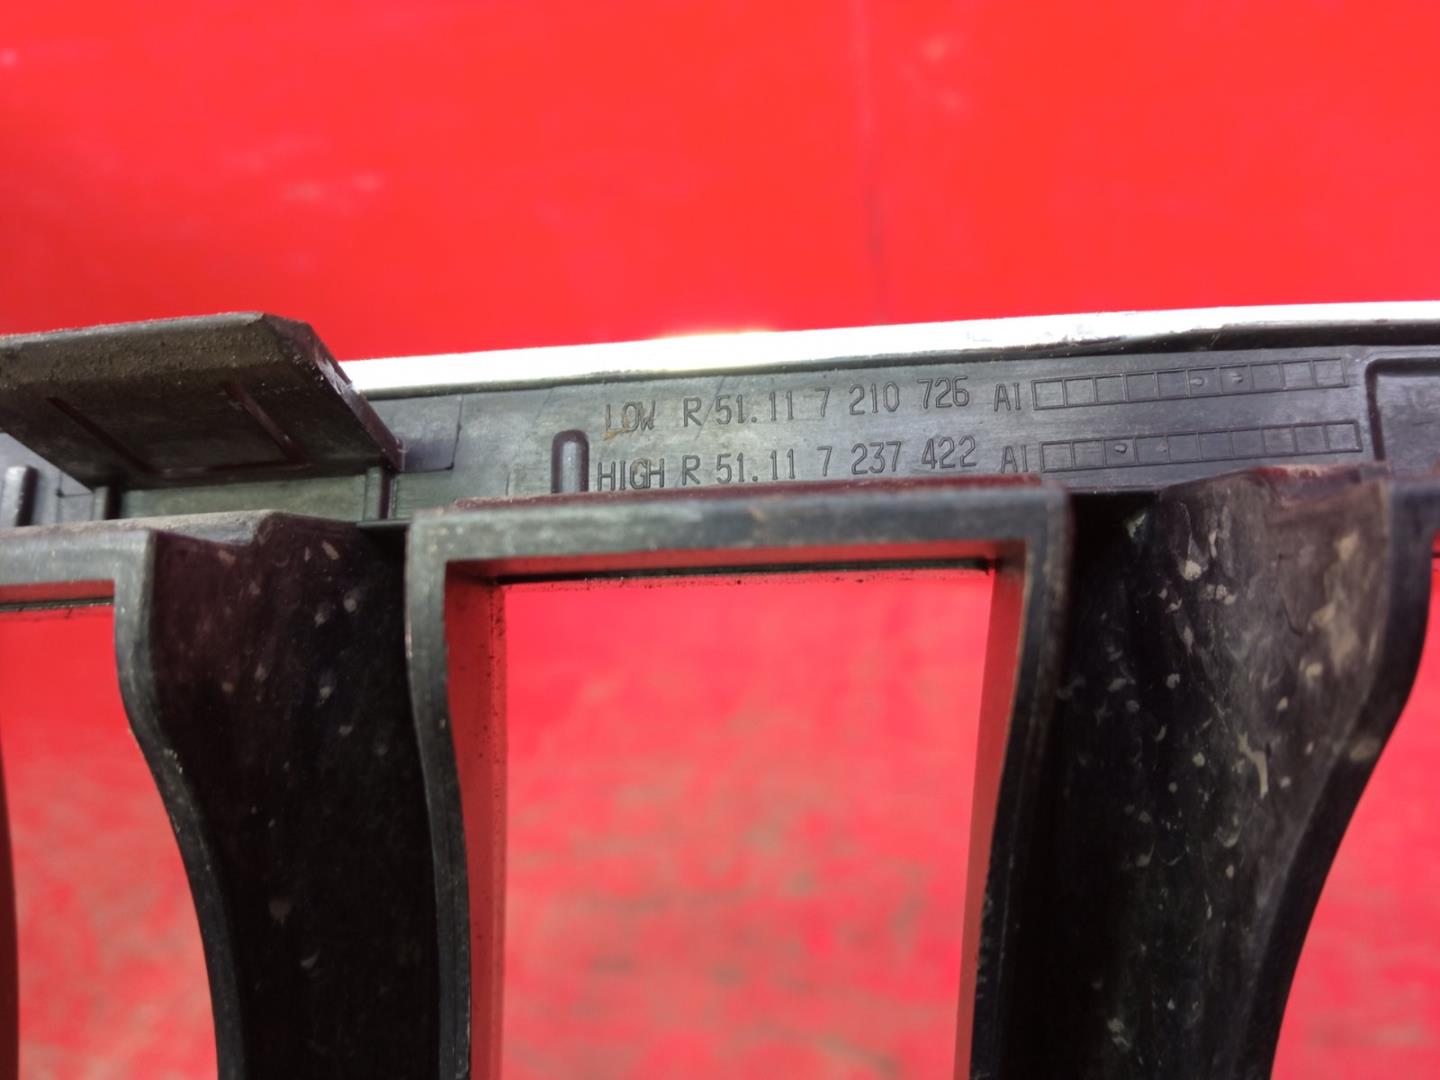 LOW R 51.11 7 210 726 AI
HIGH R 51.11 7 237 422 AI